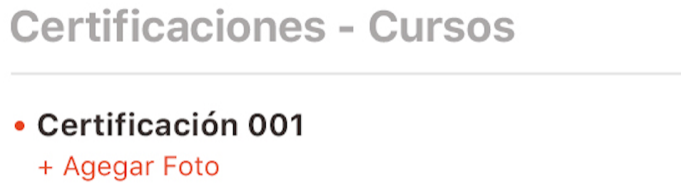 Certificaciones - Cursos
• Certificación 001
+ Agegar Foto